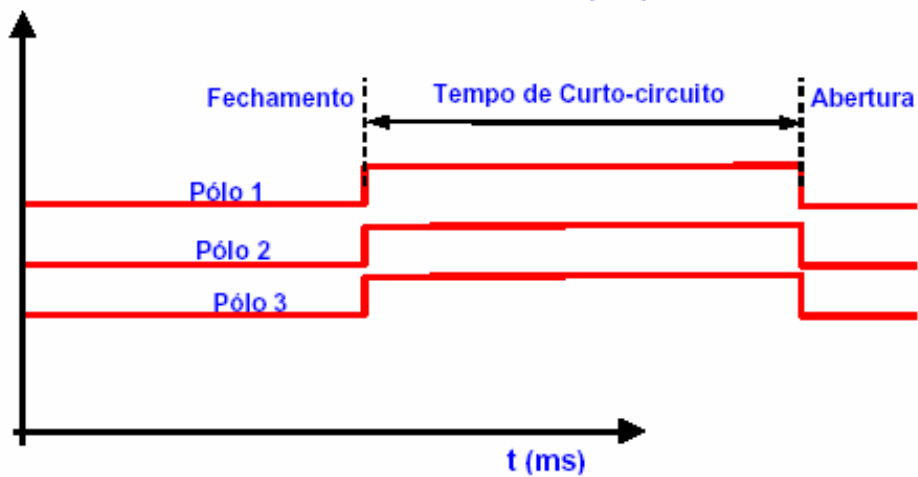 Fechamento
Tempo de Curto-circuito
Abertura
Pólo 1
Pólo 2
Pólo 3
t (ms)